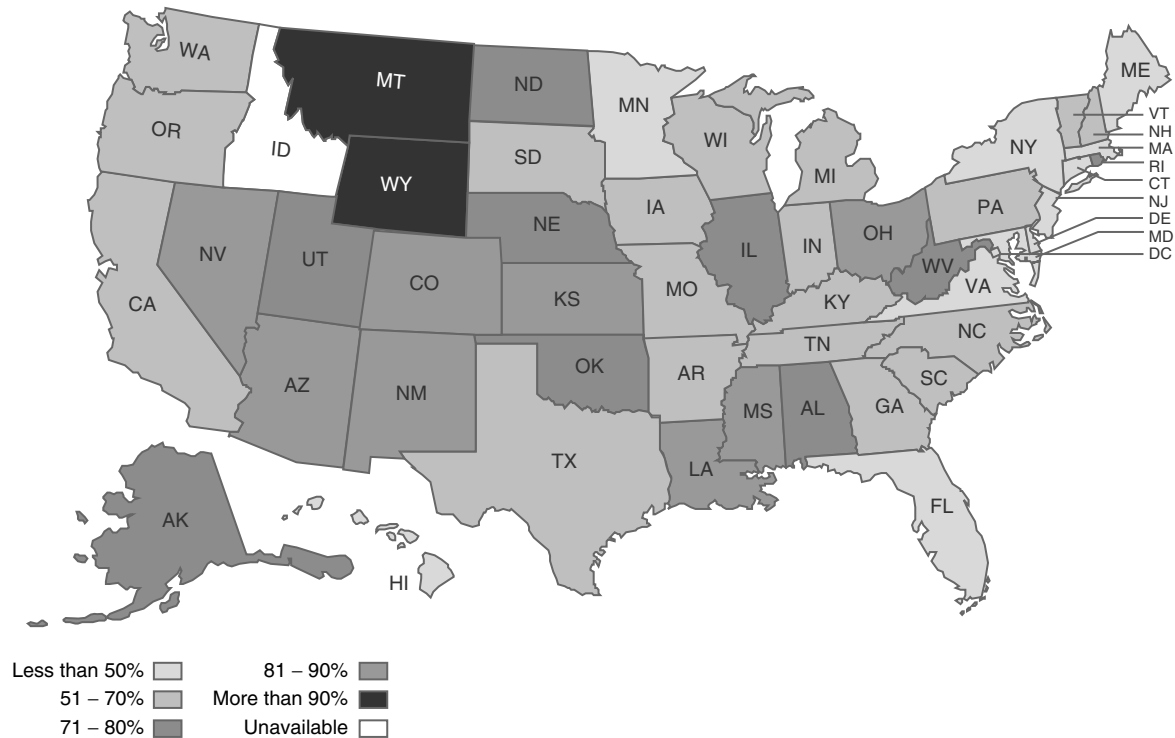 WA
MT
ND
MN
ME
VT
NH
MA
RI
CT
NJ
DE
MD
DC
OR
ID
SD
WI
MI
NY
WY
IA
PA
NE
NV
UT
CO
IL
IN
OH
WV
VA
CA
KS
MO
KY
NC
TN
AZ
NM
OK
AR
SC
MS
AL
GA
TX
LA
FL
AK
HI
Less than 50%
51 – 70%
71 – 80%
81 – 90%
More than 90%
Unavailable